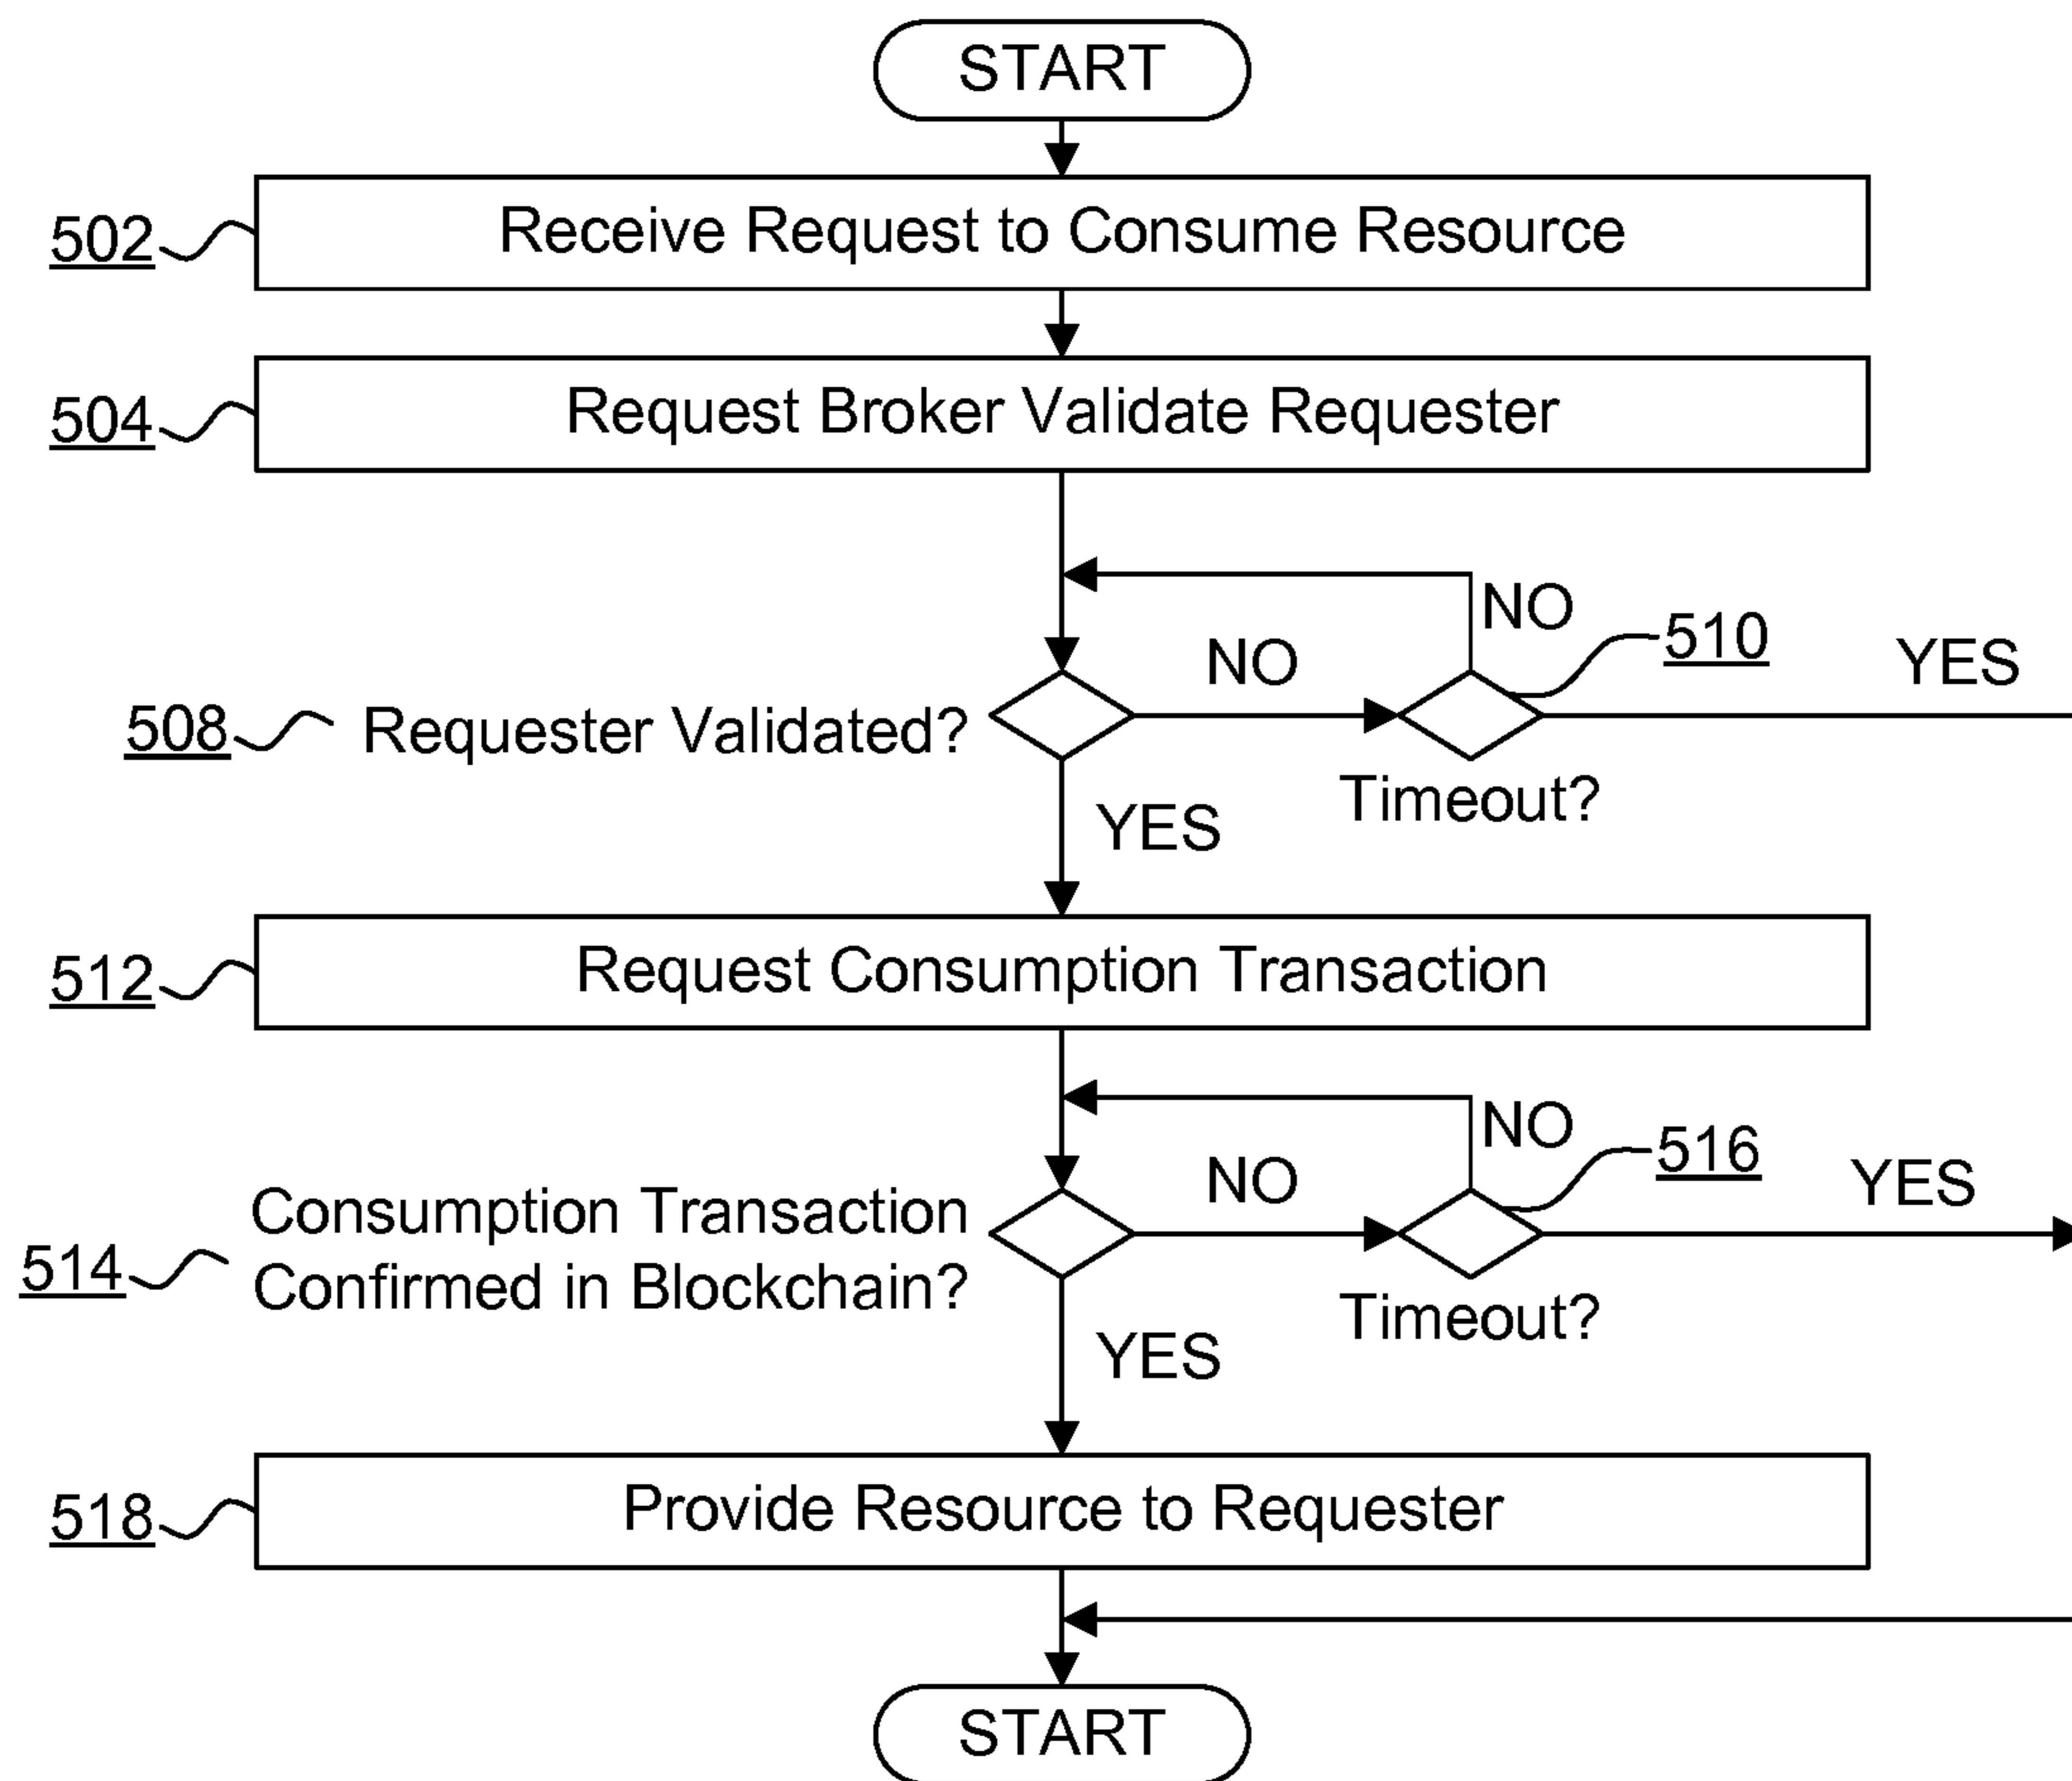 START
502
Receive Request to Consume Resource
504
Request Broker Validate Requester
NO
510
NO
YES
508
Requester Validated?
Timeout?
YES
512
Request Consumption Transaction
NO
516
NO
YES
Consumption Transaction
514
Confirmed in Blockchain?
Timeout?
YES
518
Provide Resource to Requester
START